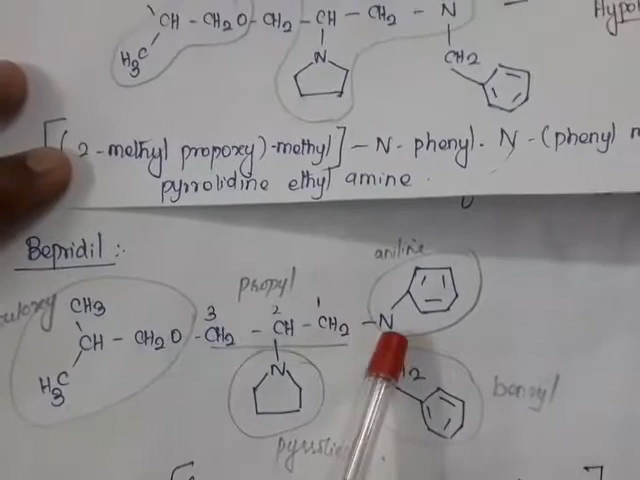 CH - CH2O - CH2 - CH - CH2 - N
H3C
N
CH2
[(2-methyl propoxy)-methyl] - N - phenyl - N - (phenyl
pyrrolidine ethyl amine
Bepridil :-
aniline
propyl
CH3
3 2 1
CH - CH2O - CH2 - CH - CH2 - N
H3C
N
benzyl